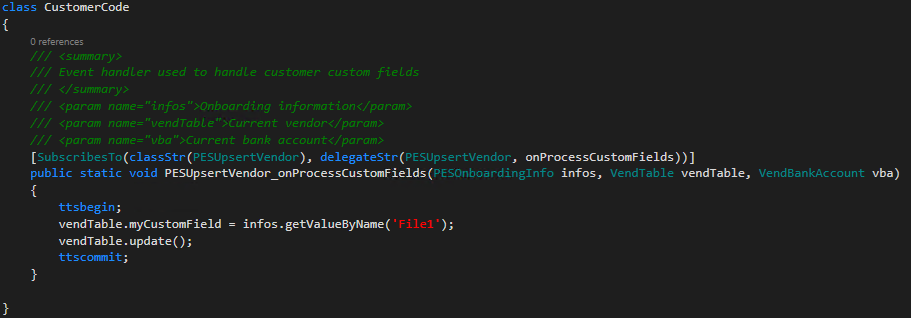 class CustomerCode
{
0 references
/// <summary>
/// Event handler used to handle customer custom fields
/// </summary>
/// <param name="infos">Onboarding information</param>
/// <param name="vendTable">Current vendor</param>
/// <param name="vba">Current bank account</param>
[SubscribesTo(classStr(PESUpsertVendor), delegateStr(PESUpsertVendor, onProcessCustomFields))]
public static void PESUpsertVendor_onProcessCustomFields(PESOnboardingInfo infos, VendTable vendTable, VendBankAccount vba)
{
ttsbegin;
vendTable.myCustomField = infos.getValueByName('File1');
vendTable.update();
ttscommit;
}
}